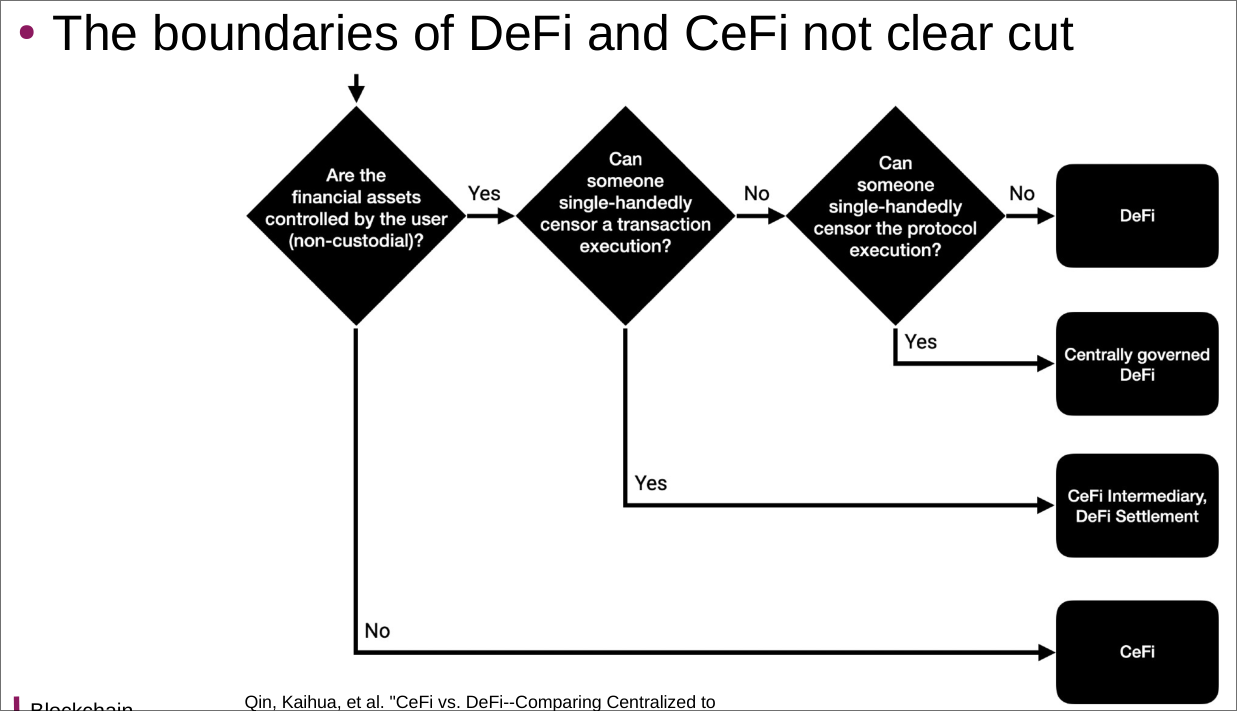 • The boundaries of DeFi and CeFi not clear cut
Are the
financial assets
controlled by the user
(non-custodial)?
Yes
Can
someone
single-handedly
censor a transaction
execution?
No
Can
someone
single-handedly
censor the protocol
execution?
No
DeFi
Yes
Centrally governed
DeFi
Yes
CeFi Intermediary,
DeFi Settlement
No
CeFi
Qin, Kaihua, et al. "CeFi vs. DeFi--Comparing Centralized to
Blockchain